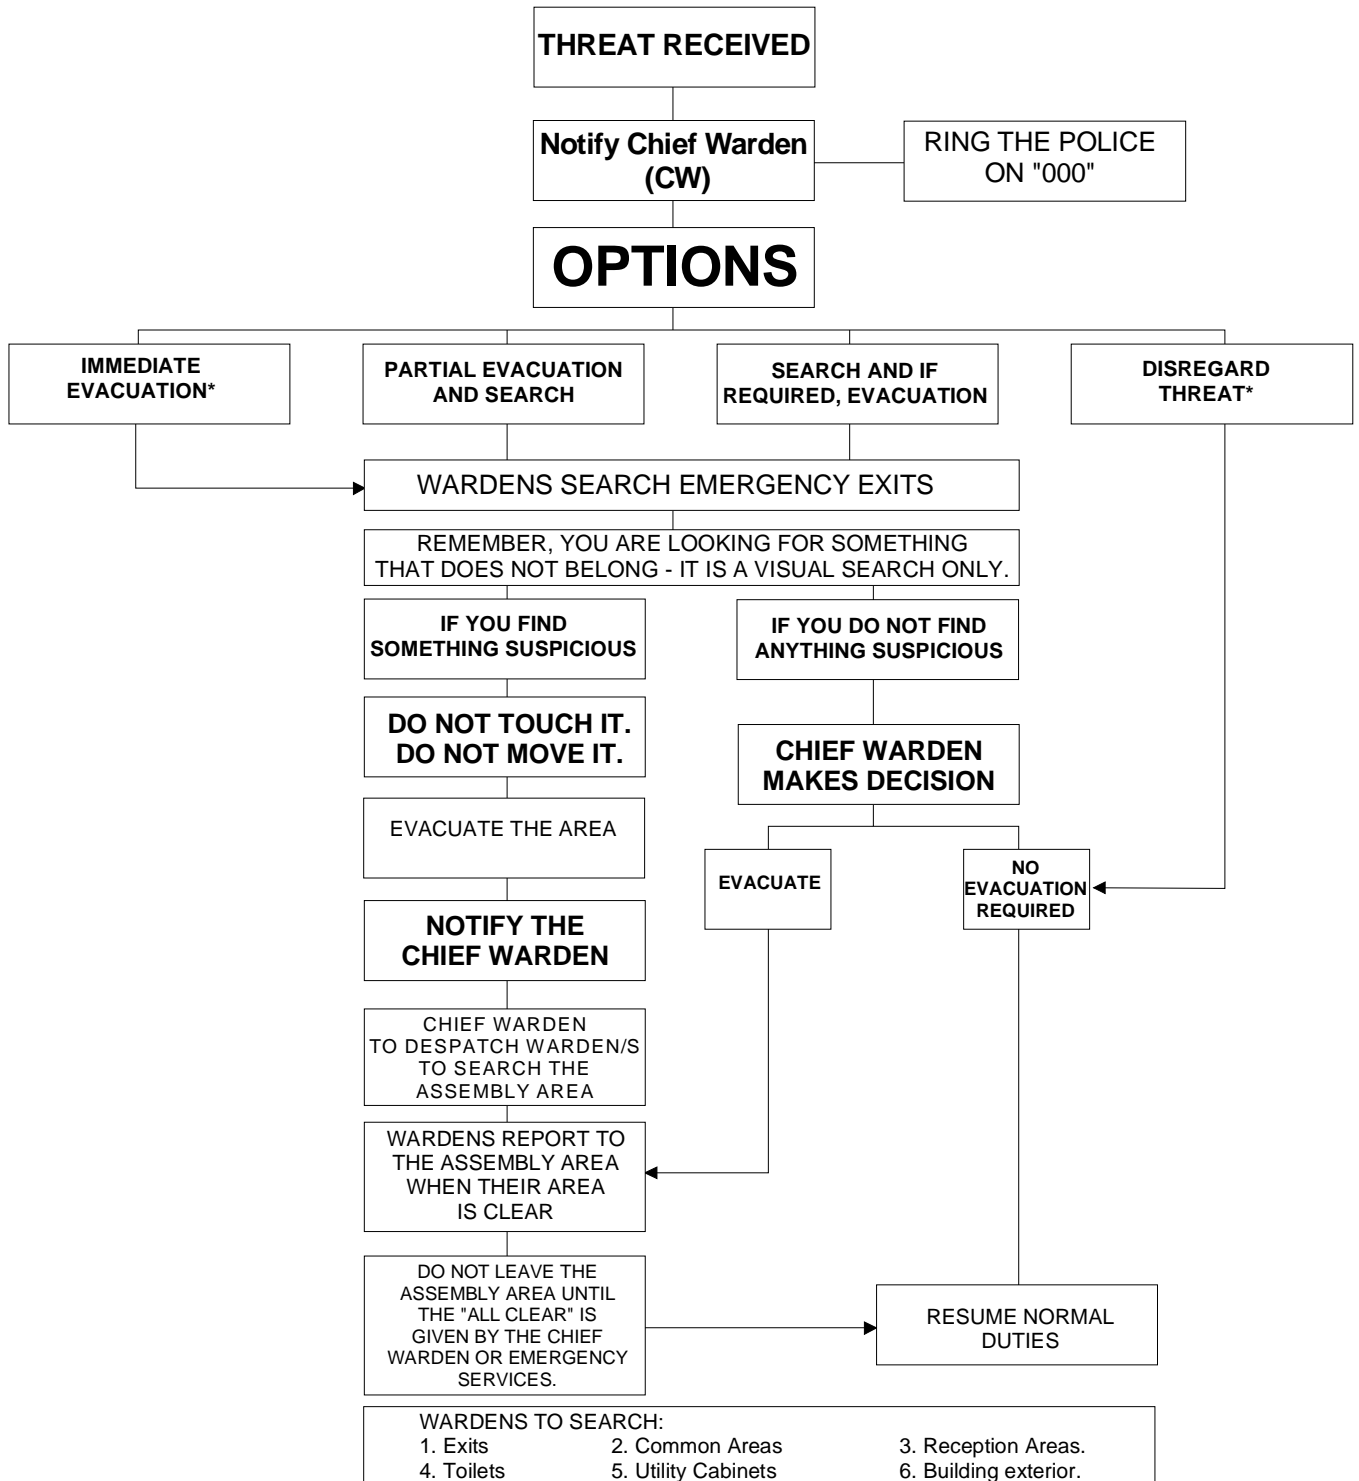 THREAT RECEIVED
Notify Chief Warden
(CW)
RING THE POLICE
ON "000"
OPTIONS
IMMEDIATE
EVACUATION*
PARTIAL EVACUATION
AND SEARCH
SEARCH AND IF
REQUIRED, EVACUATION
DISREGARD
THREAT*
WARDENS SEARCH EMERGENCY EXITS
REMEMBER, YOU ARE LOOKING FOR SOMETHING
THAT DOES NOT BELONG - IT IS A VISUAL SEARCH ONLY.
IF YOU FIND
SOMETHING SUSPICIOUS
IF YOU DO NOT FIND
ANYTHING SUSPICIOUS
DO NOT TOUCH IT.
DO NOT MOVE IT.
CHIEF WARDEN
MAKES DECISION
EVACUATE THE AREA
EVACUATE
NO
EVACUATION
REQUIRED
NOTIFY THE
CHIEF WARDEN
CHIEF WARDEN
TO DESPATCH WARDEN/S
TO SEARCH THE
ASSEMBLY AREA
WARDENS REPORT TO
THE ASSEMBLY AREA
WHEN THEIR AREA
IS CLEAR
DO NOT LEAVE THE
ASSEMBLY AREA UNTIL
THE "ALL CLEAR" IS
GIVEN BY THE CHIEF
WARDEN OR EMERGENCY
SERVICES.
RESUME NORMAL
DUTIES
WARDENS TO SEARCH:
1. Exits 2. Common Areas 3. Reception Areas.
4. Toilets 5. Utility Cabinets 6. Building exterior.